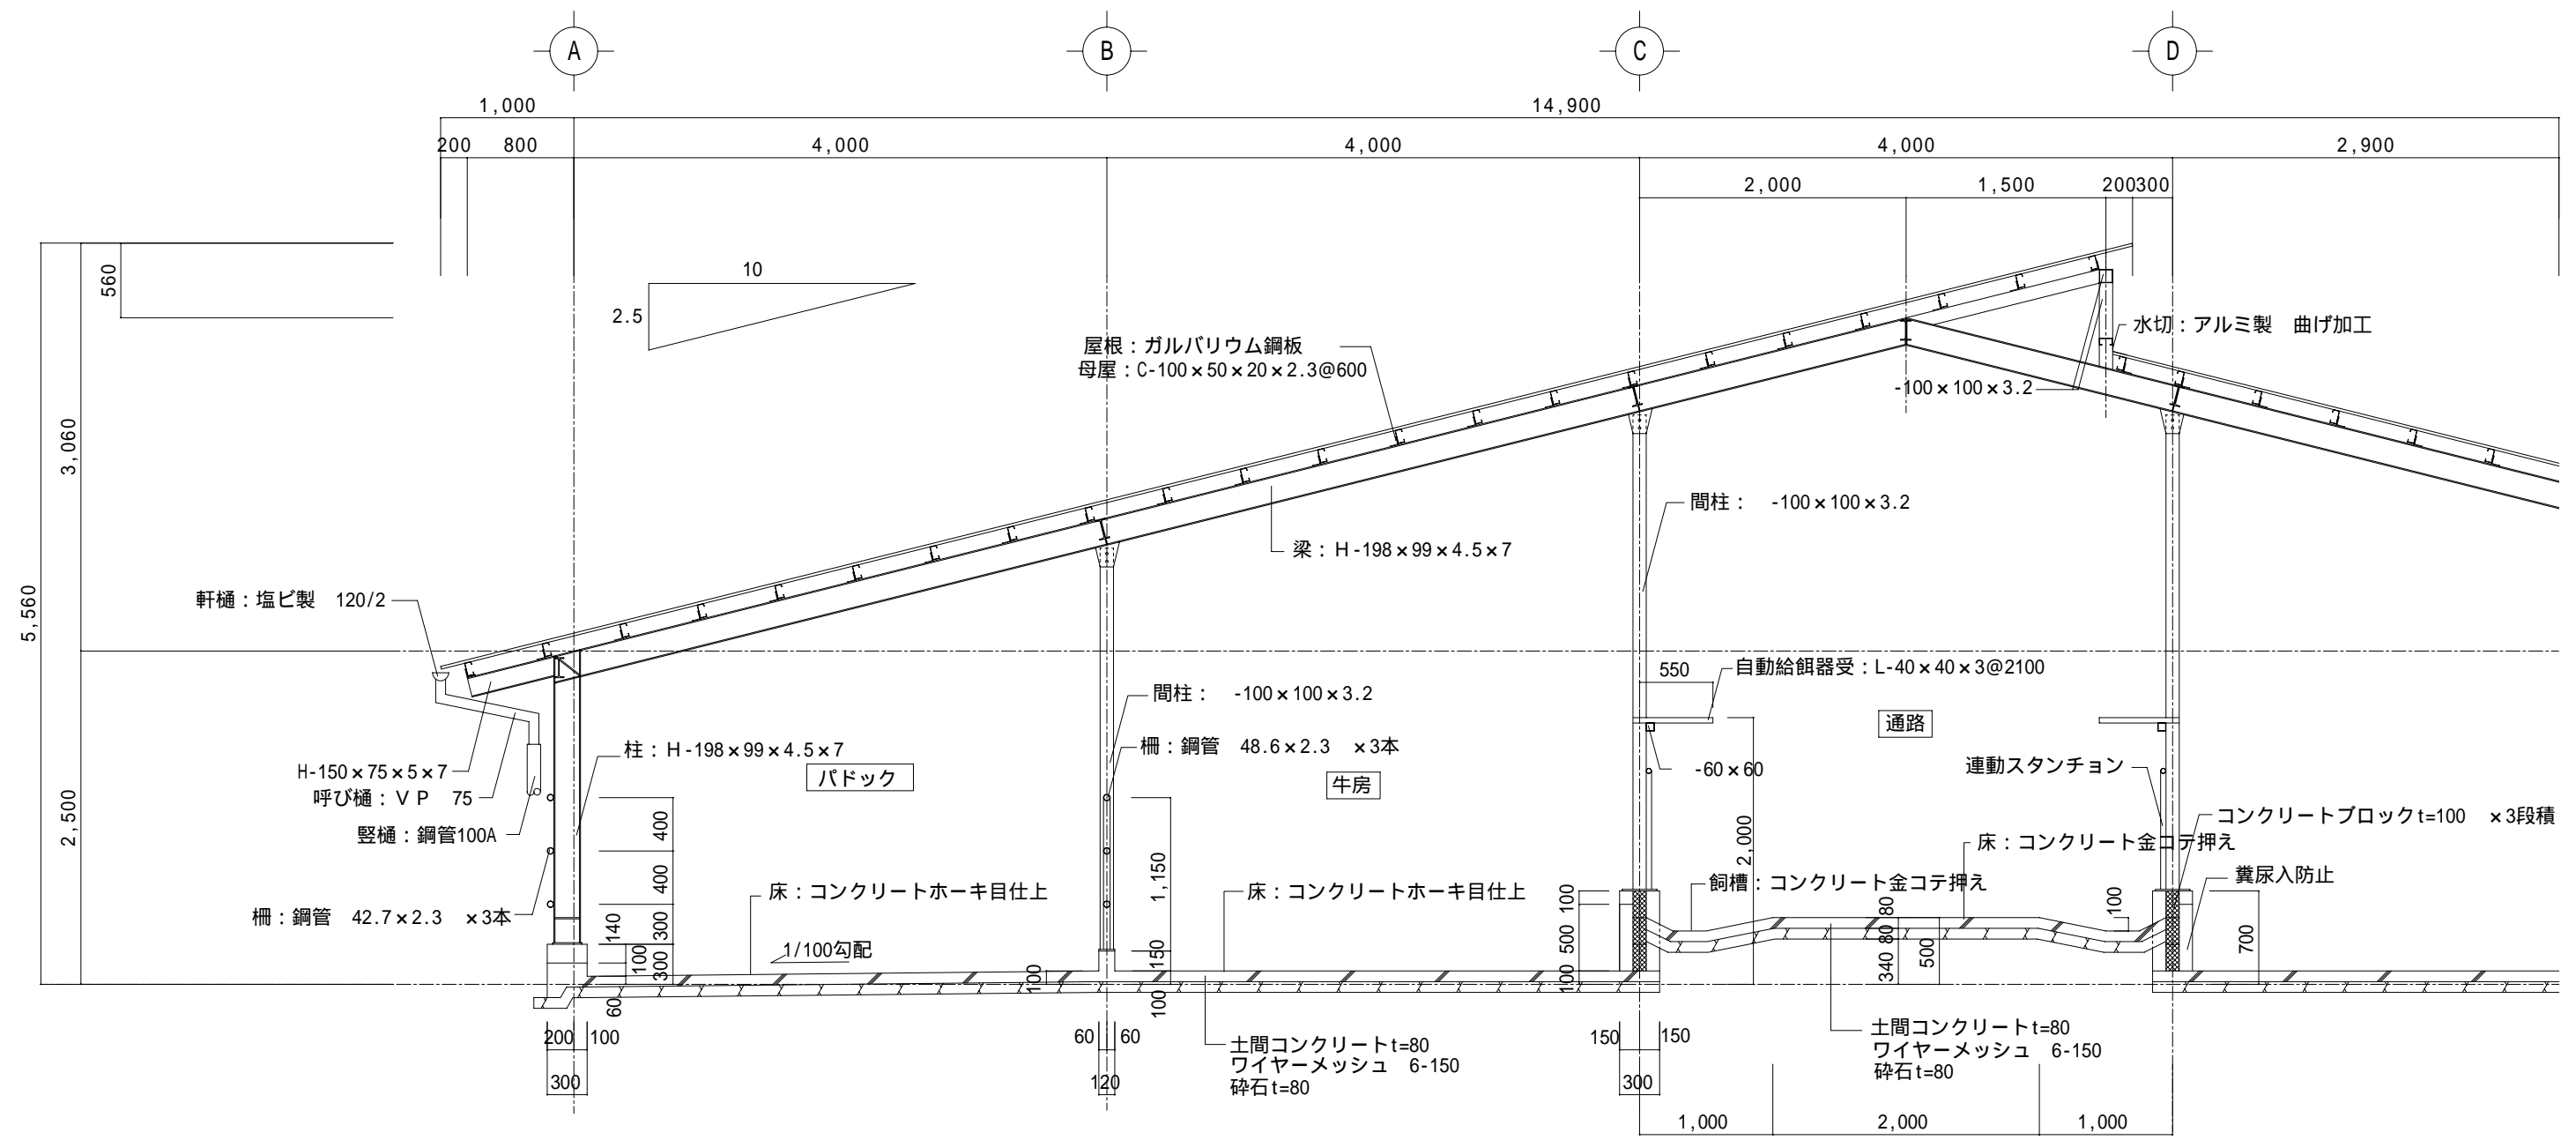 A
B
C
D
1,000
14,900
200
800
4,000
4,000
4,000
2,900
2,000
1,500
200
300
560
10
2.5
3,060
5,560
2,500
屋根：ガルバリウム鋼板
母屋：C-100×50×20×2.3@600
水切：アルミ製　曲げ加工
-100×100×3.2
間柱：　-100×100×3.2
梁：H-198×99×4.5×7
軒樋：塩ビ製　120/2
550
自動給餌器受：L-40×40×3@2100
間柱：　-100×100×3.2
通路
柱：H-198×99×4.5×7
柵：鋼管　48.6×2.3　×3本
H-150×75×5×7
パドック
牛房
-60×60
連動スタンチョン
呼び樋：ＶＰ　75
竪樋：鋼管100A
コンクリートブロックt=100　×3段積
床：コンクリート金コテ押え
400
400
300
300
140
100
60
1,150
150
100
100
2,000
床：コンクリートホーキ目仕上
床：コンクリートホーキ目仕上
飼槽：コンクリート金コテ押え
糞尿入防止
柵：鋼管　42.7×2.3　×3本
1/100勾配
100
500
100
80
80
340
500
100
700
200
100
300
60
60
120
150
150
300
土間コンクリートt=80
ワイヤーメッシュ　6-150
砕石t=80
土間コンクリートt=80
ワイヤーメッシュ　6-150
砕石t=80
1,000
2,000
1,000